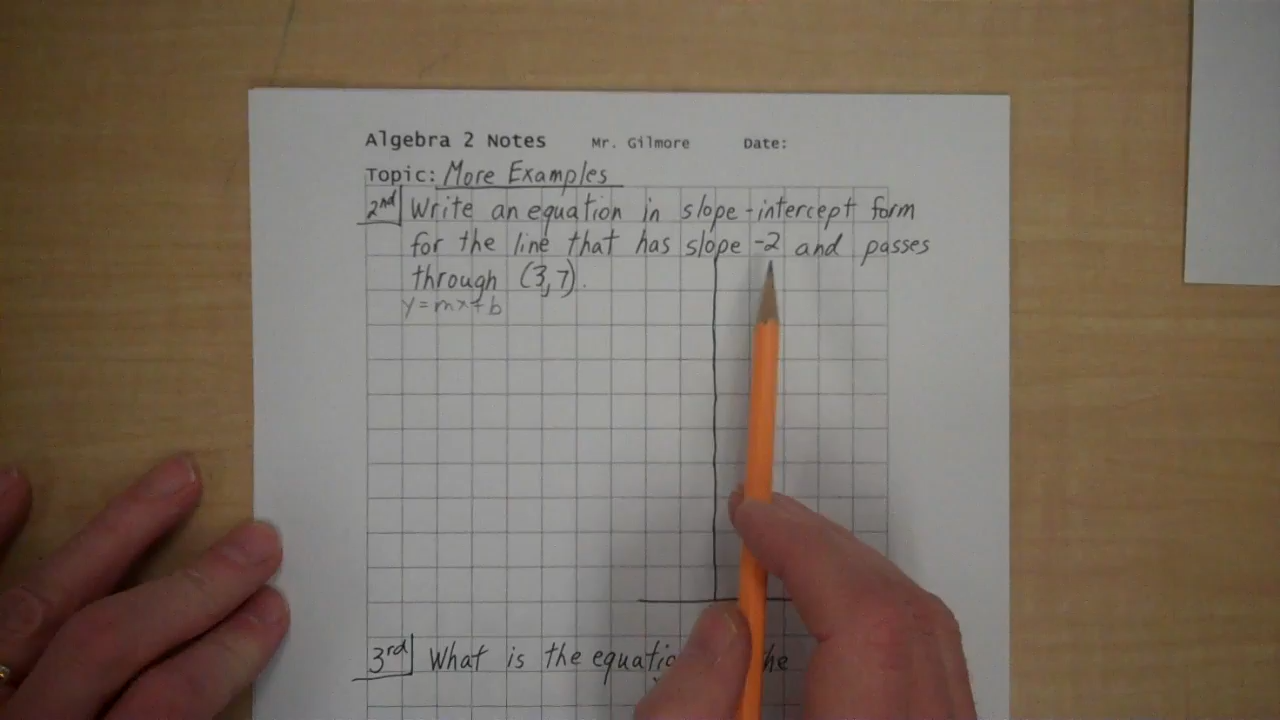 Algebra 2 Notes Mr. Gilmore Date:
Topic: More Examples
2nd Write an equation in slope-intercept form
for the line that has slope -2 and passes
through (3,7).
y=mx+b
3rd What is the